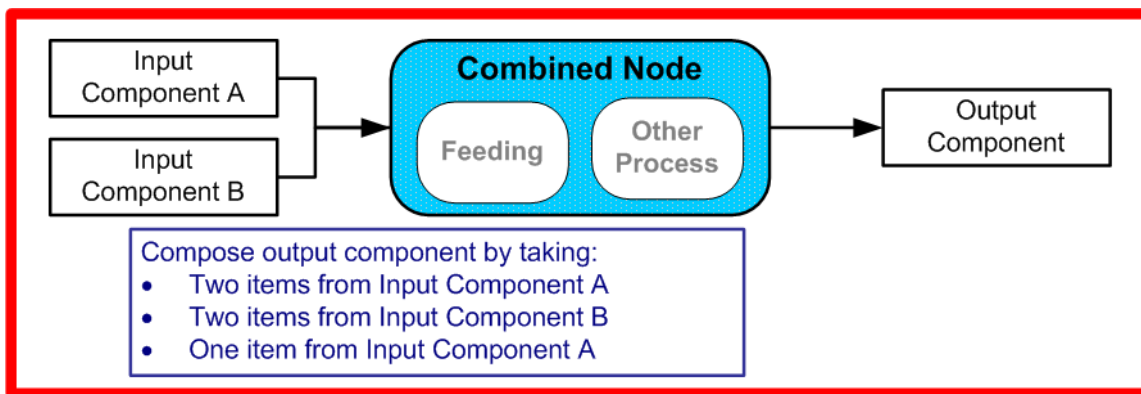 Input
Component A
Input
Component B
Combined Node
Feeding
Other
Process
Output
Component
Compose output component by taking:
• Two items from Input Component A
• Two items from Input Component B
• One item from Input Component A